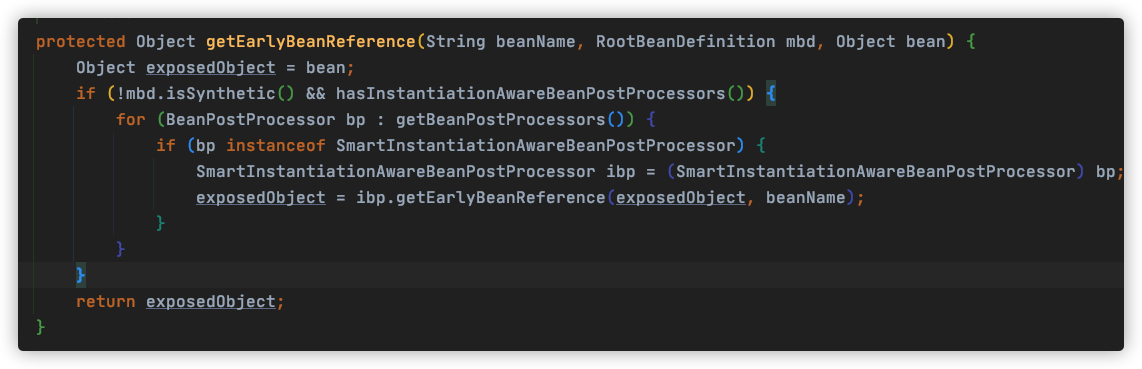 protected Object getEarlyBeanReference(String beanName, RootBeanDefinition mbd, Object bean) {
    Object exposedObject = bean;
    if (!mbd.isSynthetic() && hasInstantiationAwareBeanPostProcessors()) {
        for (BeanPostProcessor bp : getBeanPostProcessors()) {
            if (bp instanceof SmartInstantiationAwareBeanPostProcessor) {
                SmartInstantiationAwareBeanPostProcessor ibp = (SmartInstantiationAwareBeanPostProcessor) bp;
                exposedObject = ibp.getEarlyBeanReference(exposedObject, beanName);
            }
        }
    }
    return exposedObject;
}